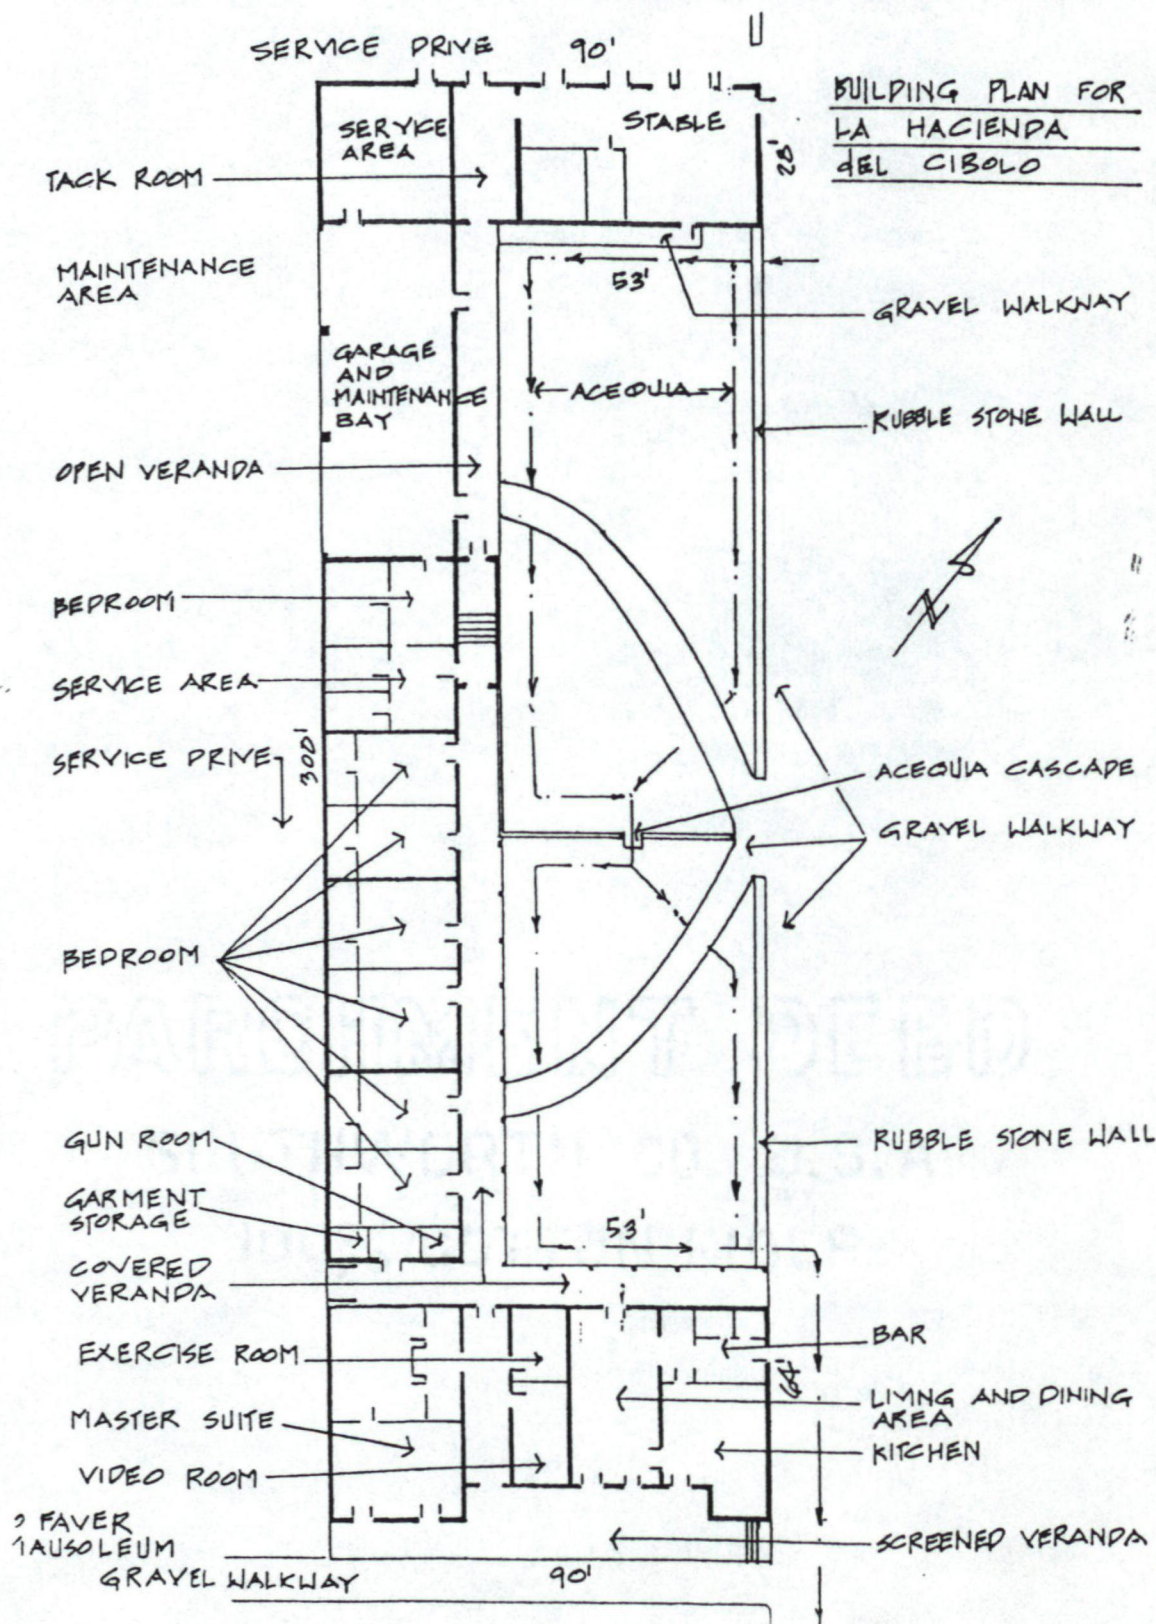 SERVICE DRIVE
90'
BUILDING PLAN FOR
LA HACIENDA
dEL CIBOLO
SERVICE
AREA
STABLE
28'
TACK ROOM
MAINTENANCE
AREA
53'
GRAVEL WALKWAY
GARAGE
AND
MAINTENANCE
BAY
ACEQUIA
RUBBLE STONE WALL
OPEN VERANDA
N
BEDROOM
SERVICE AREA
SERVICE DRIVE
300'
ACEQUIA CASCADE
GRAVEL WALKWAY
BEDROOM
GUN ROOM
RUBBLE STONE WALL
GARMENT
STORAGE
53'
COVERED
VERANDA
BAR
EXERCISE ROOM
64'
LIVING AND DINING
AREA
MASTER SUITE
KITCHEN
VIDEO ROOM
FAVER
AUSOLEUM
SCREENED VERANDA
GRAVEL WALKWAY
90'